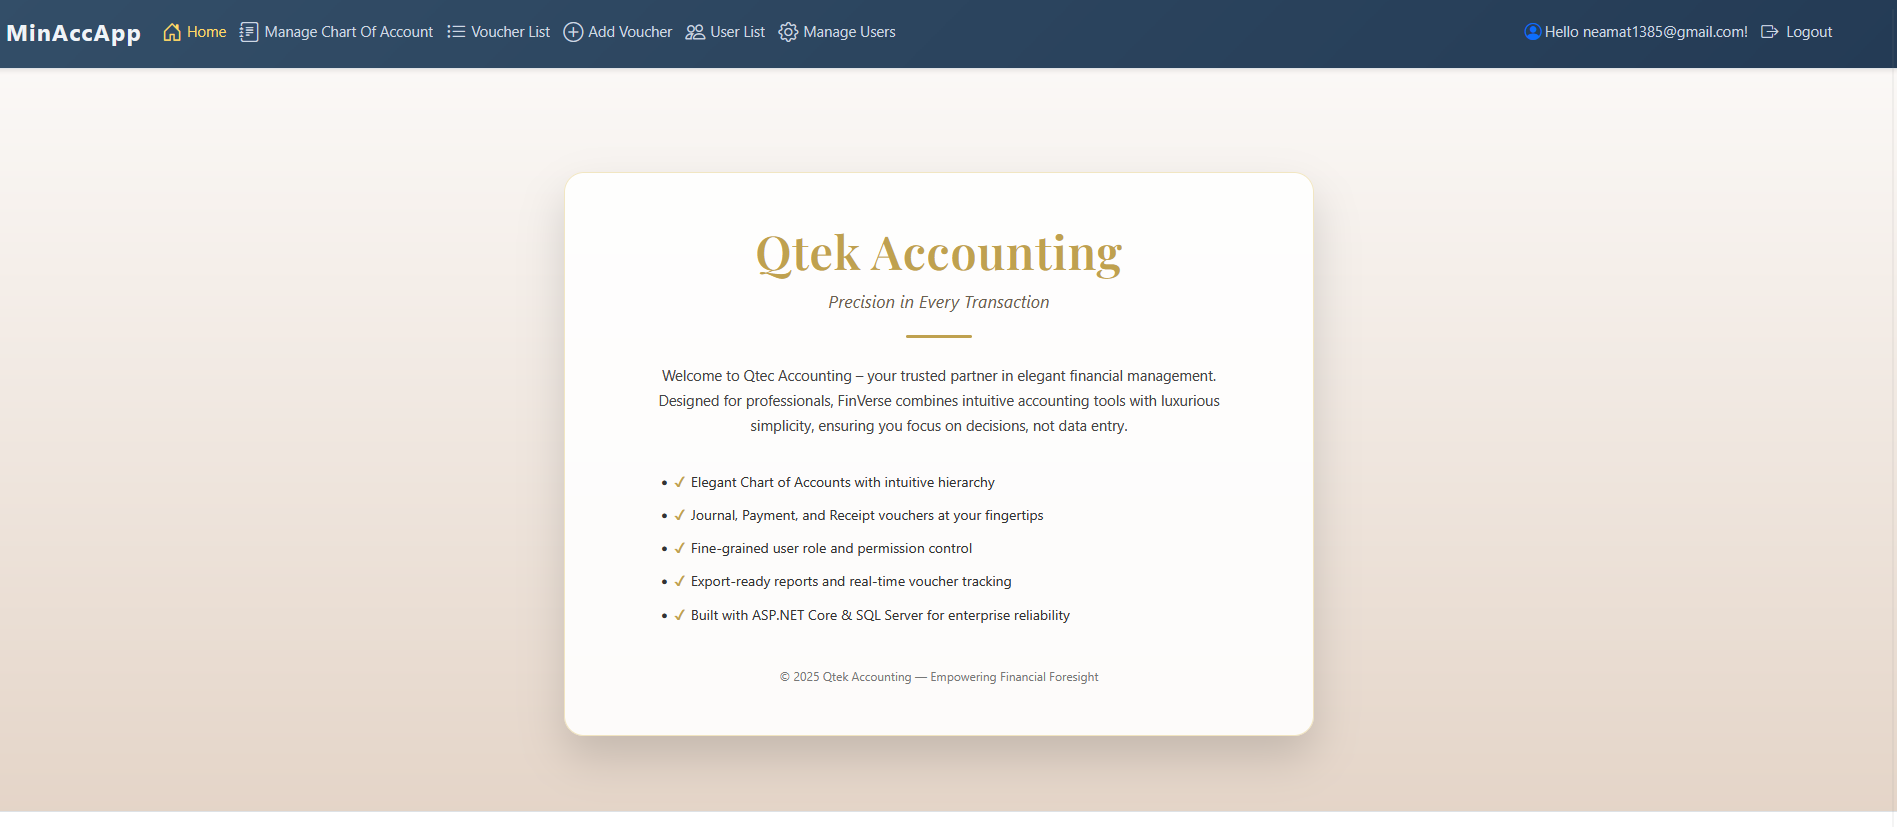 MinAccApp Home Manage Chart Of Account Voucher List Add Voucher User List Manage Users Hello neamat1385@gmail.com! Logout
Qtek Accounting
Precision in Every Transaction
Welcome to Qtec Accounting – your trusted partner in elegant financial management.
Designed for professionals, FinVerse combines intuitive accounting tools with luxurious
simplicity, ensuring you focus on decisions, not data entry.
• ✓ Elegant Chart of Accounts with intuitive hierarchy
• ✓ Journal, Payment, and Receipt vouchers at your fingertips
• ✓ Fine-grained user role and permission control
• ✓ Export-ready reports and real-time voucher tracking
• ✓ Built with ASP.NET Core & SQL Server for enterprise reliability
© 2025 Qtek Accounting — Empowering Financial Foresight